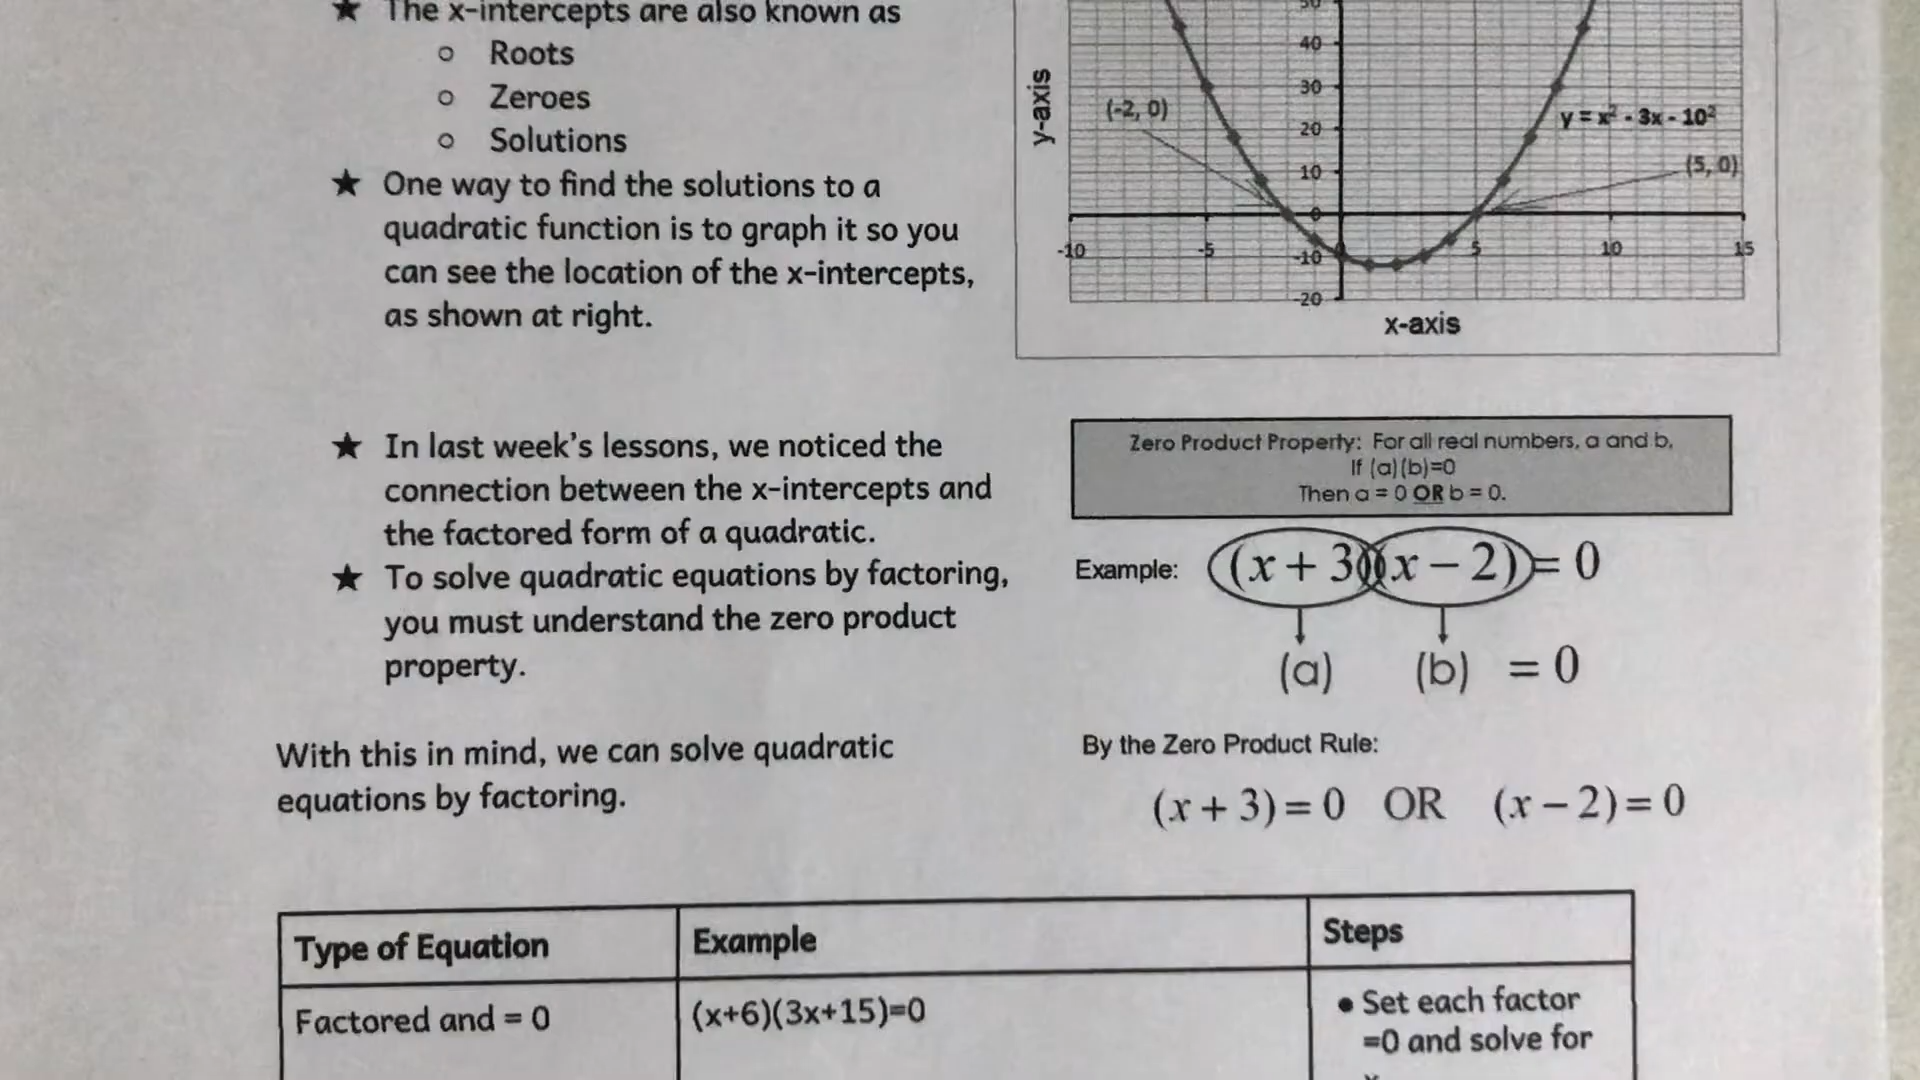 ★ The x-intercepts are also known as
○ Roots
○ Zeroes
○ Solutions
★ One way to find the solutions to a
quadratic function is to graph it so you
can see the location of the x-intercepts,
as shown at right.
y-axis
50
40
30
20
10
0
-10
-20
-10 -5 5 10 15
(-2, 0)
y = x² - 3x - 10²
(5, 0)
x-axis
★ In last week's lessons, we noticed the
connection between the x-intercepts and
the factored form of a quadratic.
★ To solve quadratic equations by factoring,
you must understand the zero product
property.
With this in mind, we can solve quadratic
equations by factoring.
Zero Product Property: For all real numbers, a and b,
If (a)(b)=0
Then a = 0 OR b = 0.
Example: (x + 3)(x − 2) = 0
(a) (b) = 0
By the Zero Product Rule:
(x + 3) = 0 OR (x − 2) = 0
Type of Equation Example Steps
Factored and = 0 (x+6)(3x+15)=0 • Set each factor
=0 and solve for